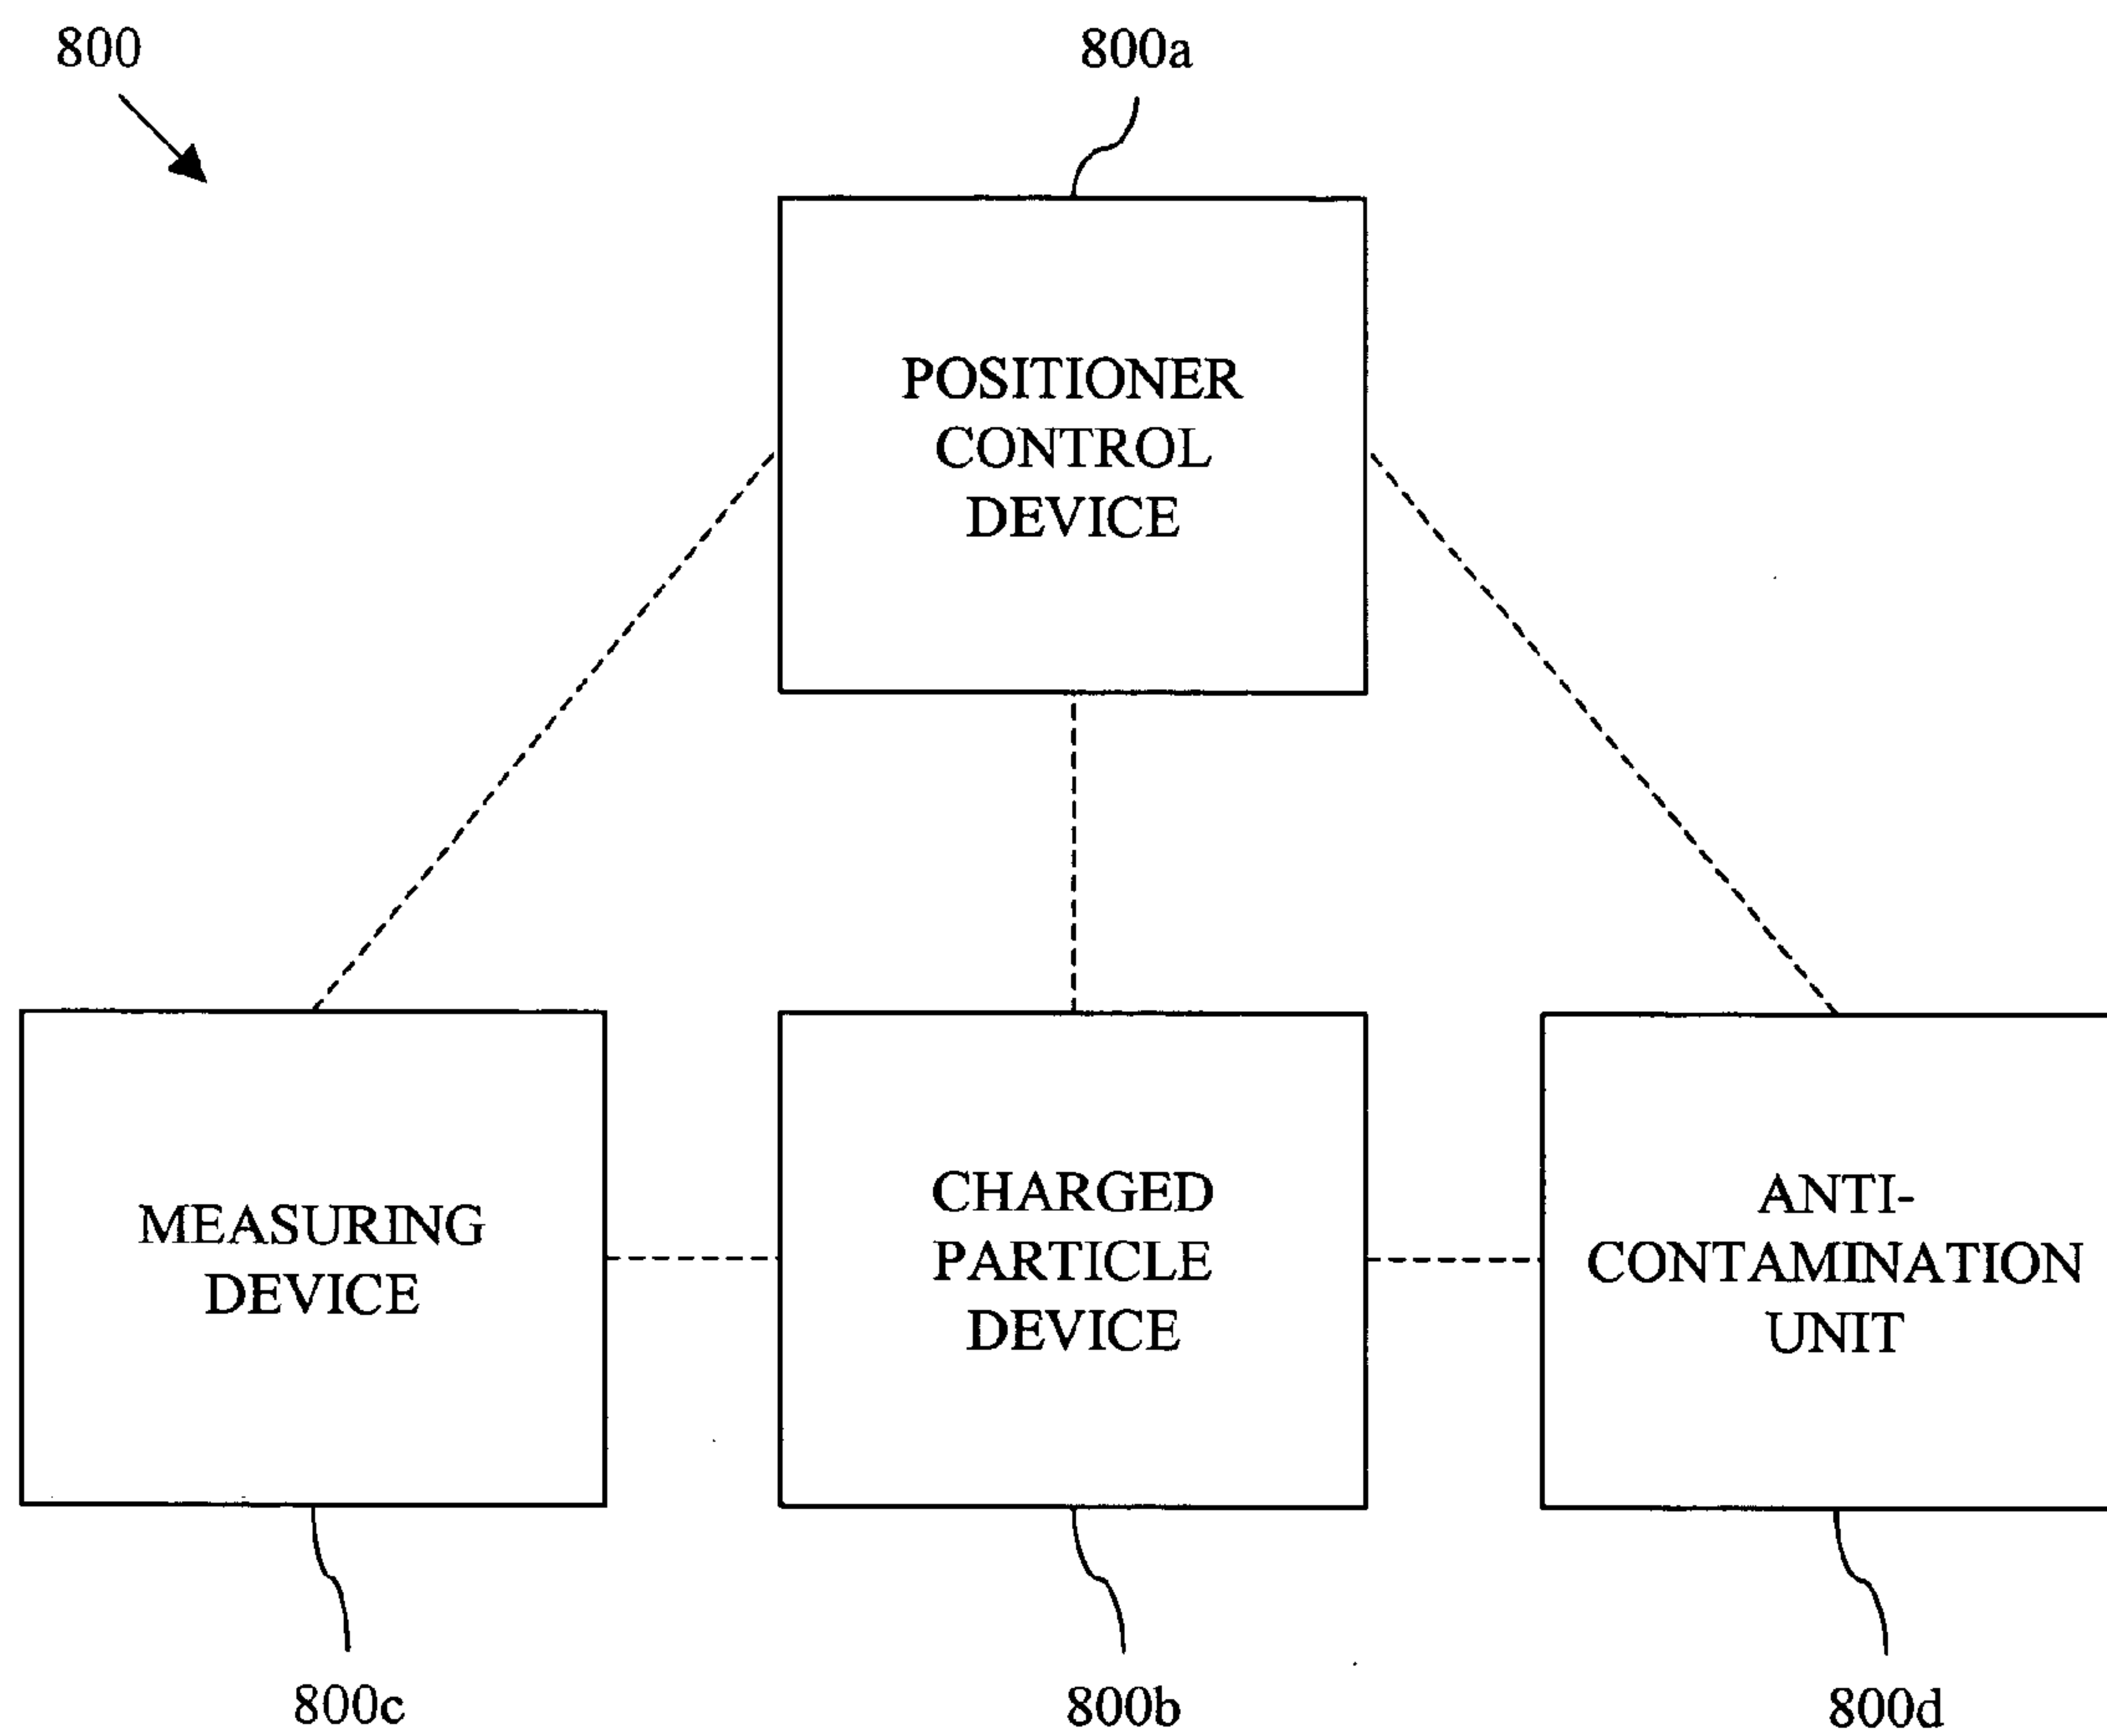 800
800a
POSITIONER
CONTROL
DEVICE
MEASURING
DEVICE
CHARGED
PARTICLE
DEVICE
ANTI-
CONTAMINATION
UNIT
800c
800b
800d